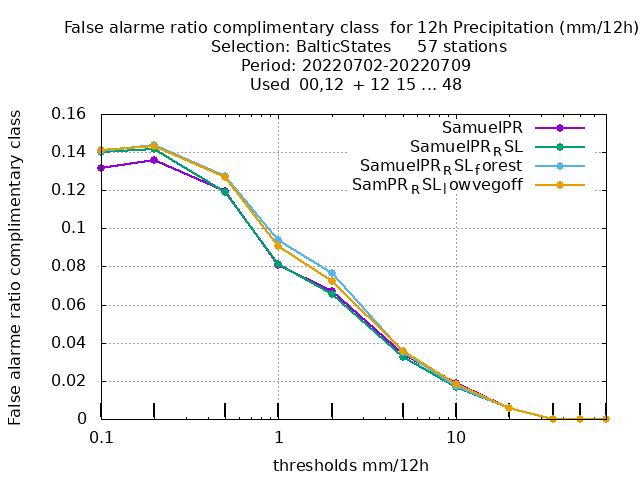 False alarme ratio complimentary class  for 12h Precipitation (mm/12h)
Selection: BalticStates     57 stations
Period: 20220702-20220709
Used  00,12  + 12 15 ... 48
False alarme ratio complimentary class
0.16
0.14
0.12
0.1
0.08
0.06
0.04
0.02
0
SamuelPR
SamuelPR_RSL
SamuelPR_RSL_forest
SamPR_RSL_lowvegoff
0.1
1
10
thresholds mm/12h